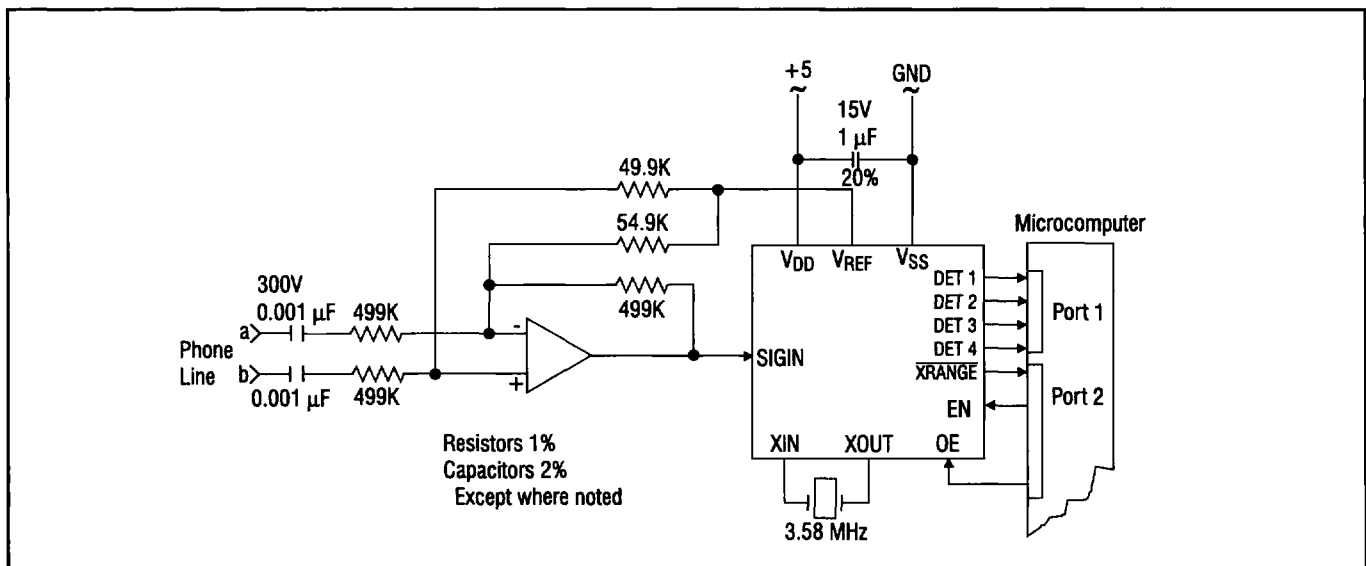 +5
GND
~
~
15V
1 µF
20%
49.9K
54.9K
499K
Microcomputer
VDD
VREF
VSS
DET 1
DET 2
DET 3
DET 4
XRANGE
EN
OE
Port 1
Port 2
300V
0.001 µF
499K
a
Phone
Line
b
-
+
0.001 µF
499K
SIGIN
XIN
XOUT
3.58 MHz
Resistors 1%
Capacitors 2%
Except where noted